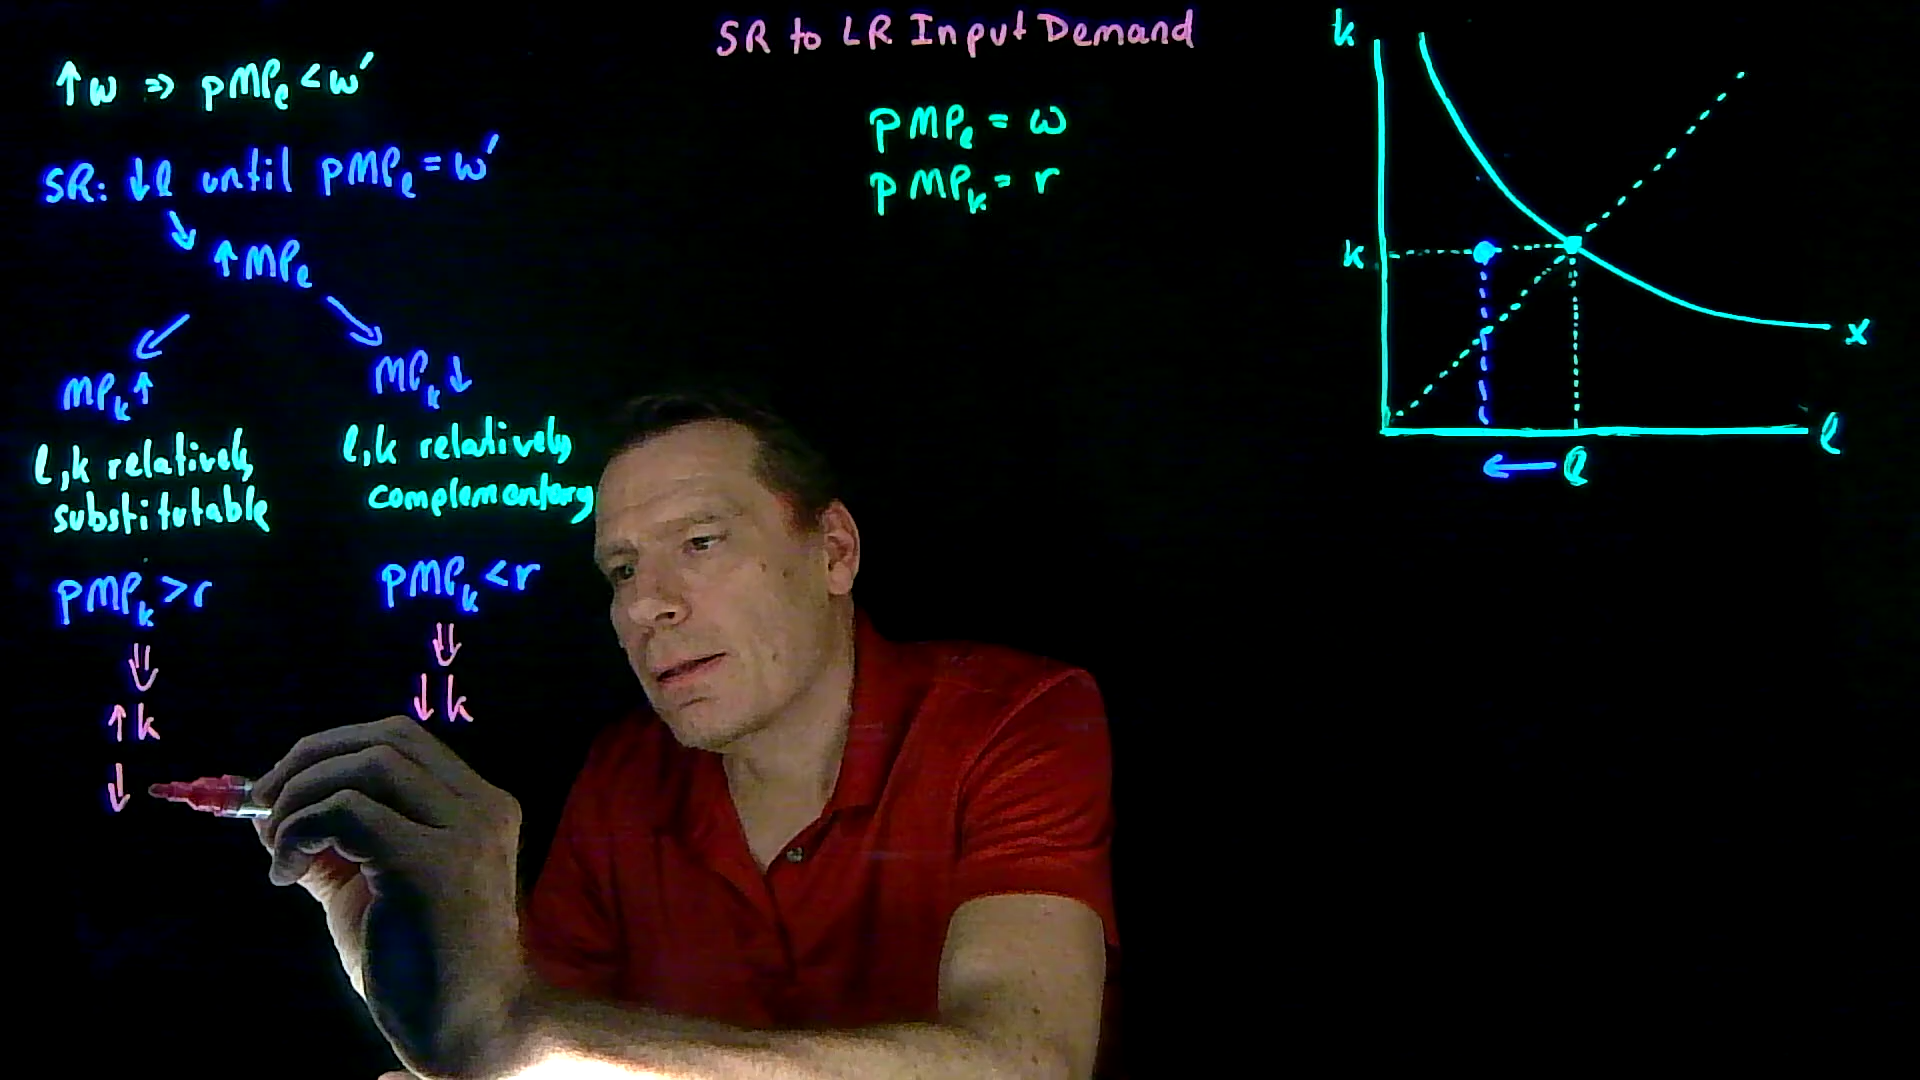 SR to LR Input Demand
↑w ⇒ pMPℓ < w'
SR: ↓ℓ until pMPℓ = w'
↑MPℓ
MPk↑
ℓ,k relatively
substitutable
pMPk > r
⇓
↑k
↓
MPk↓
ℓ,k relatively
complementary
pMPk < r
⇓
↓k
pMPℓ = w
pMPk = r
k
k
x
ℓ
← ℓ